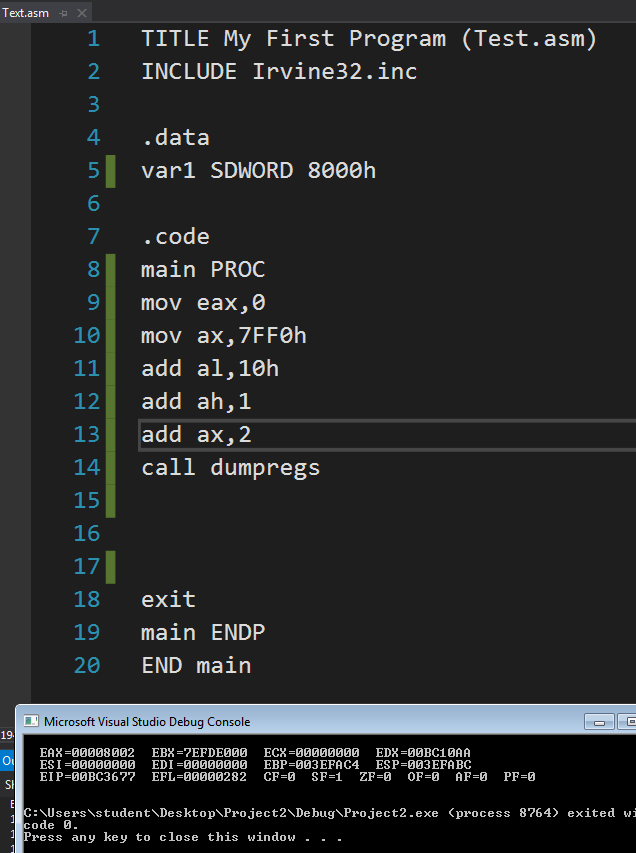 Text.asm
1 TITLE My First Program (Test.asm)
2 INCLUDE Irvine32.inc
3
4 .data
5 var1 SDWORD 8000h
6
7 .code
8 main PROC
9 mov eax,0
10 mov ax,7FF0h
11 add al,10h
12 add ah,1
13 add ax,2
14 call dumpregs
15
16
17
18 exit
19 main ENDP
20 END main
Microsoft Visual Studio Debug Console
EAX=00008002 EBX=7EFDE000 ECX=00000000 EDX=00BC10AA
ESI=00000000 EDI=00000000 EBP=003EFAC4 ESP=003EFABC
EIP=00BC3677 EFL=00000282 CF=0 SF=1 ZF=0 OF=0 AF=0 PF=0
C:\Users\student\Desktop\Project2\Debug\Project2.exe (process 8764) exited wi
code 0.
Press any key to close this window . . .